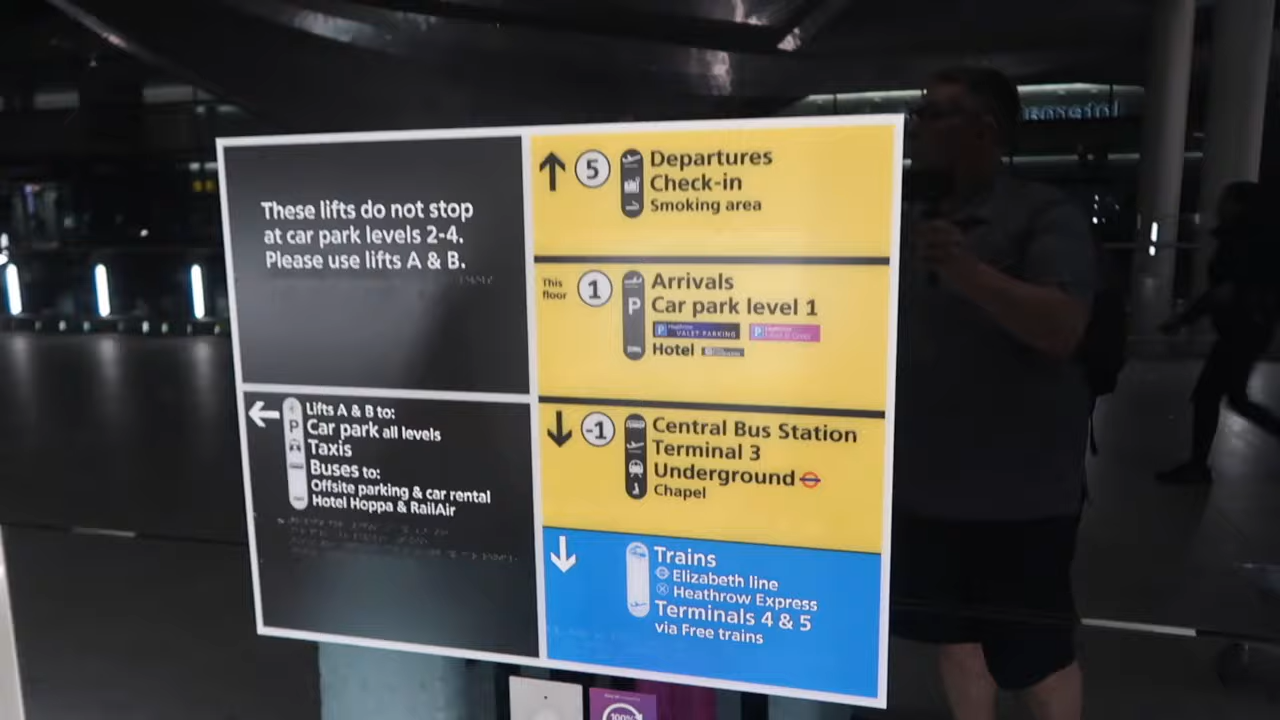 These lifts do not stop
at car park levels 2-4.
Please use lifts A & B.
Lifts A & B to:
P Car park all levels
Taxis
Buses to:
Offsite parking & car rental
Hotel Hoppa & RailAir
5 Departures
Check-in
Smoking area
This
floor
1 Arrivals
P Car park level 1
P Heathrow
VALET PARKING
P Heathrow
Hotel
-1 Central Bus Station
Terminal 3
Underground
Chapel
Trains
Elizabeth line
Heathrow Express
Terminals 4 & 5
via Free trains
100%